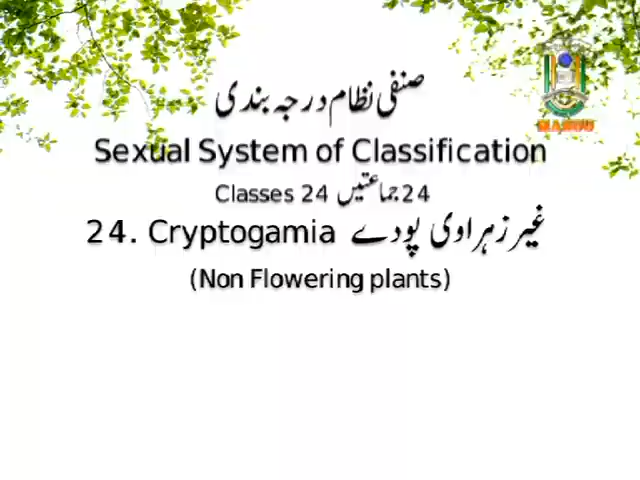 صنفی نظام درجہ بندی
Sexual System of Classification
Classes 24 جماعتیں 24
24. Cryptogamia غیر زہراوی پودے
(Non Flowering plants)
MANUU